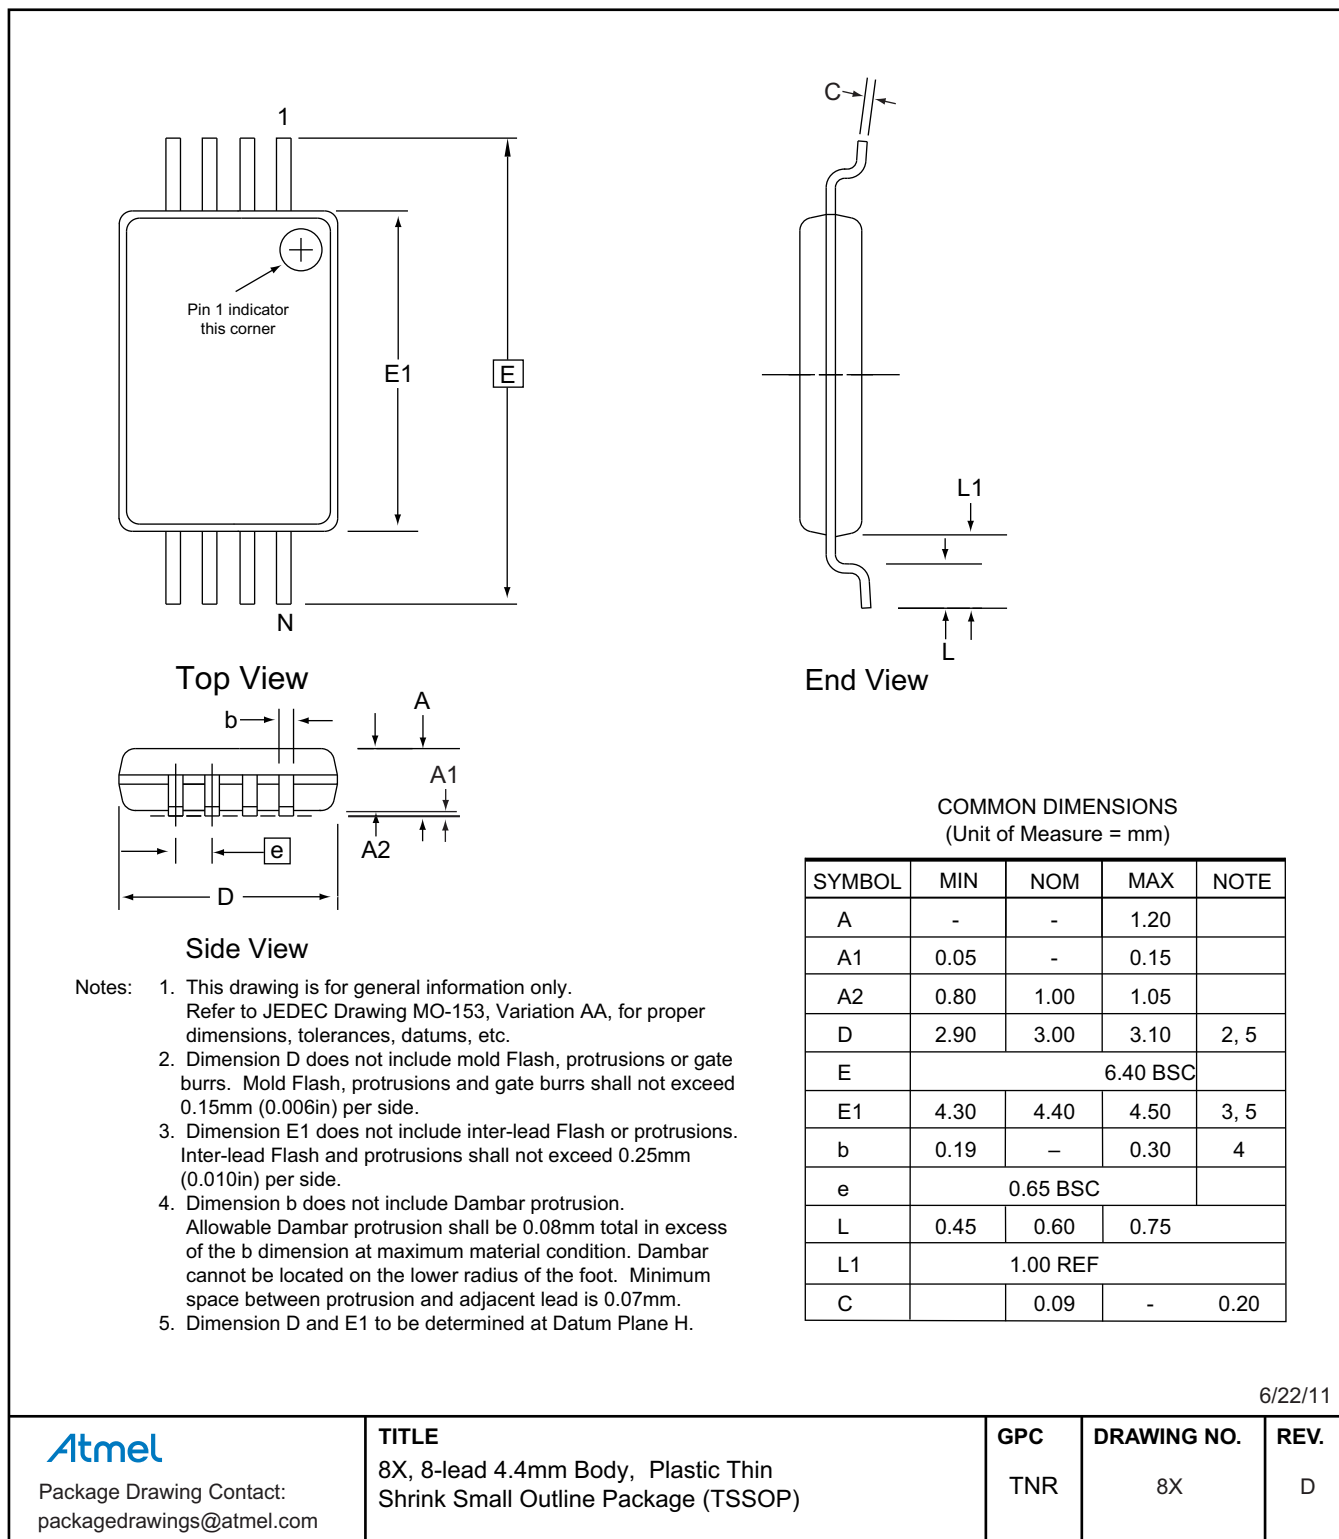 1
C
Pin 1 indicator
this corner
E1
E
L1
N
L
Top View
End View
b
A
A1
A2
e
D
Side View
COMMON DIMENSIONS
(Unit of Measure = mm)
SYMBOL MIN NOM MAX NOTE
A - - 1.20
A1 0.05 - 0.15
A2 0.80 1.00 1.05
D 2.90 3.00 3.10 2, 5
E 6.40 BSC
E1 4.30 4.40 4.50 3, 5
b 0.19 – 0.30 4
e 0.65 BSC
L 0.45 0.60 0.75
L1 1.00 REF
C 0.09 - 0.20
Notes: 1. This drawing is for general information only.
Refer to JEDEC Drawing MO-153, Variation AA, for proper
dimensions, tolerances, datums, etc.
2. Dimension D does not include mold Flash, protrusions or gate
burrs. Mold Flash, protrusions and gate burrs shall not exceed
0.15mm (0.006in) per side.
3. Dimension E1 does not include inter-lead Flash or protrusions.
Inter-lead Flash and protrusions shall not exceed 0.25mm
(0.010in) per side.
4. Dimension b does not include Dambar protrusion.
Allowable Dambar protrusion shall be 0.08mm total in excess
of the b dimension at maximum material condition. Dambar
cannot be located on the lower radius of the foot. Minimum
space between protrusion and adjacent lead is 0.07mm.
5. Dimension D and E1 to be determined at Datum Plane H.
6/22/11
Atmel
Package Drawing Contact:
packagedrawings@atmel.com
TITLE
8X, 8-lead 4.4mm Body, Plastic Thin
Shrink Small Outline Package (TSSOP)
GPC
TNR
DRAWING NO.
8X
REV.
D